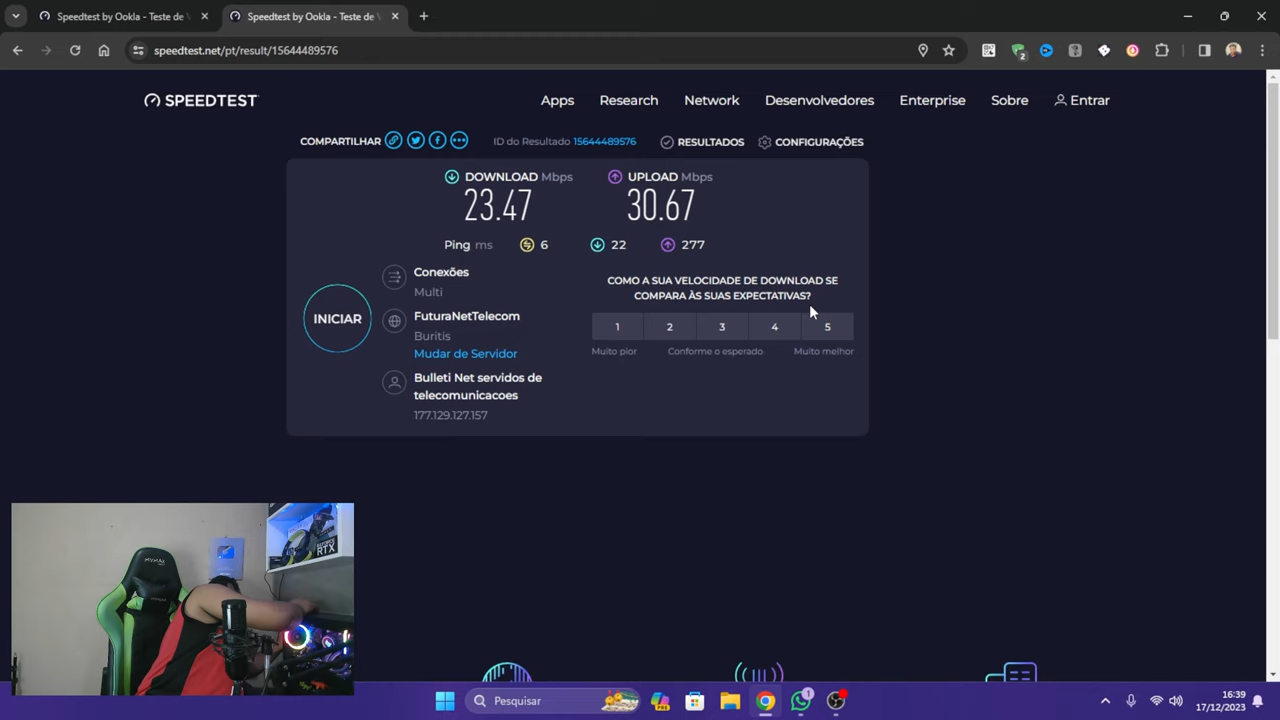 Speedtest by Ookla - Teste de V
Speedtest by Ookla - Teste de V
speedtest.net/pt/result/15644489576
2
SPEEDTEST
Apps
Research
Network
Desenvolvedores
Enterprise
Sobre
Entrar
COMPARTILHAR
ID do Resultado 15644489576
RESULTADOS
CONFIGURAÇÕES
DOWNLOAD Mbps
23.47
UPLOAD Mbps
30.67
Ping ms
6
22
277
INICIAR
Conexões
Multi
FuturaNetTelecom
Buritis
Mudar de Servidor
Bulleti Net servidos de
telecomunicacoes
177.129.127.157
COMO A SUA VELOCIDADE DE DOWNLOAD SE
COMPARA ÀS SUAS EXPECTATIVAS?
1
2
3
4
5
Muito pior
Conforme o esperado
Muito melhor
RTX
Pesquisar
PRE
1
16:39
17/12/2023